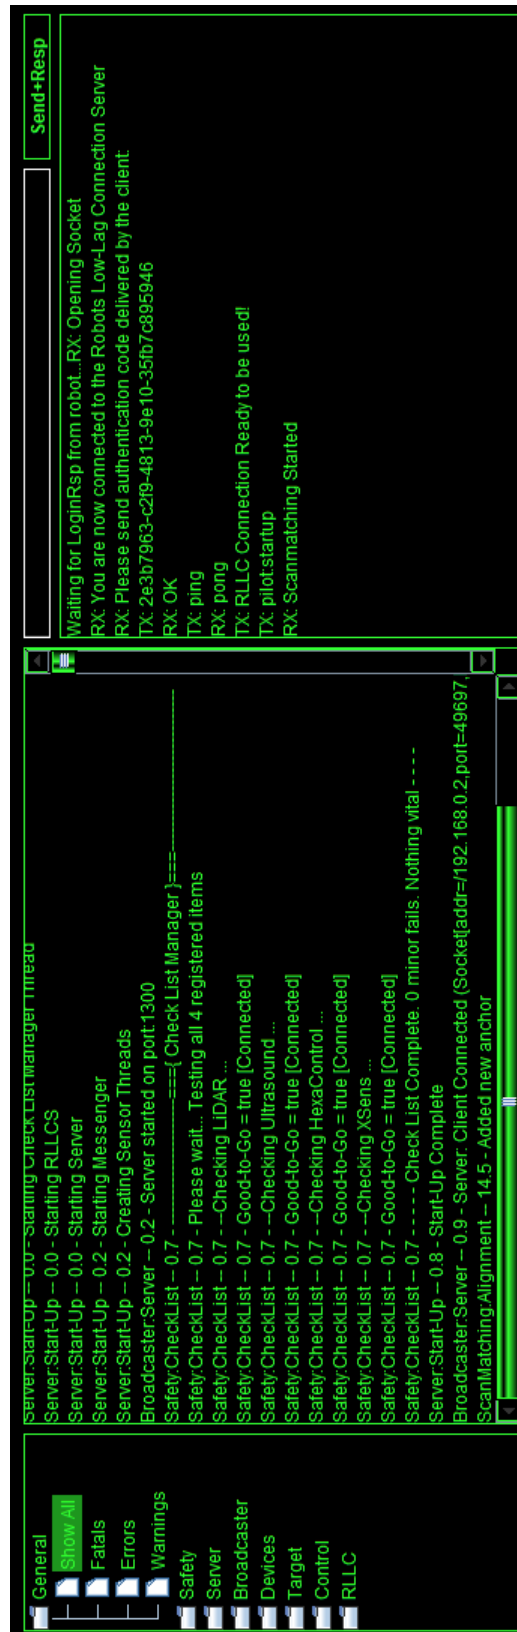 General
Show All
Fatals
Errors
Warnings
Safety
Server
Broadcaster
Devices
Target
Control
RLLC
Server:Start-Up -- 0.0 - Starting Check List Manager Thread
Server:Start-Up -- 0.0 - Starting RLLCS
Server:Start-Up -- 0.0 - Starting Server
Server:Start-Up -- 0.2 - Starting Messenger
Server:Start-Up -- 0.2 - Creating Sensor Threads
Broadcaster:Server -- 0.2 - Server started on port:1300
Safety:CheckList -- 0.7 ---------------------==={ Check List Manager }===---------------------
Safety:CheckList -- 0.7 - Please wait... Testing all 4 registered items
Safety:CheckList -- 0.7 ---Checking LIDAR ...
Safety:CheckList -- 0.7 - Good-to-Go = true [Connected]
Safety:CheckList -- 0.7 ---Checking Ultrasound ...
Safety:CheckList -- 0.7 - Good-to-Go = true [Connected]
Safety:CheckList -- 0.7 ---Checking HexaControl ...
Safety:CheckList -- 0.7 - Good-to-Go = true [Connected]
Safety:CheckList -- 0.7 ---Checking XSens ...
Safety:CheckList -- 0.7 - Good-to-Go = true [Connected]
Safety:CheckList -- 0.7 - - - - - Check List Complete. 0 minor fails. Nothing vital - - - -
Server:Start-Up -- 0.8 - Start-Up Complete
Broadcaster:Server -- 0.9 - Server: Client Connected (Socket[addr=/192.168.0.2,port=49697,
ScanMatching:Alignment -- 14.5 - Added new anchor
Send+Resp
Waiting for LoginRsp from robot...RX: Opening Socket
RX: You are now connected to the Robots Low-Lag Connection Server
RX: Please send authentication code delivered by the client:
TX: 2e3b7963-c2f9-4813-9e10-35fb7c895946
RX: OK
TX: ping
RX: pong
TX: RLLC Connection Ready to be used!
TX: pilot:startup
RX: Scanmatching Started